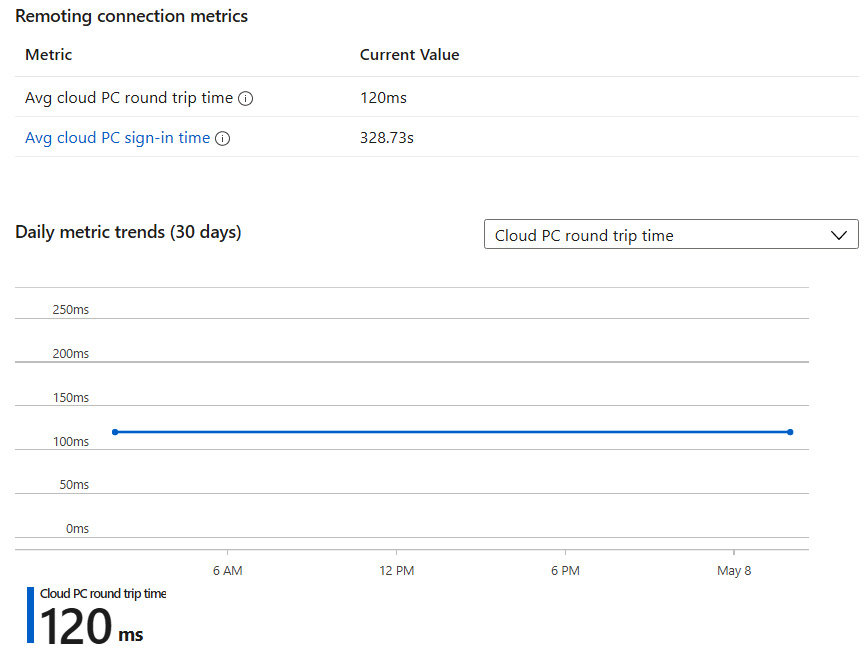 Remoting connection metrics
Metric Current Value
Avg cloud PC round trip time 120ms
Avg cloud PC sign-in time 328.73s
Daily metric trends (30 days) Cloud PC round trip time
250ms
200ms
150ms
100ms
50ms
0ms
6 AM 12 PM 6 PM May 8
Cloud PC round trip time
120 ms